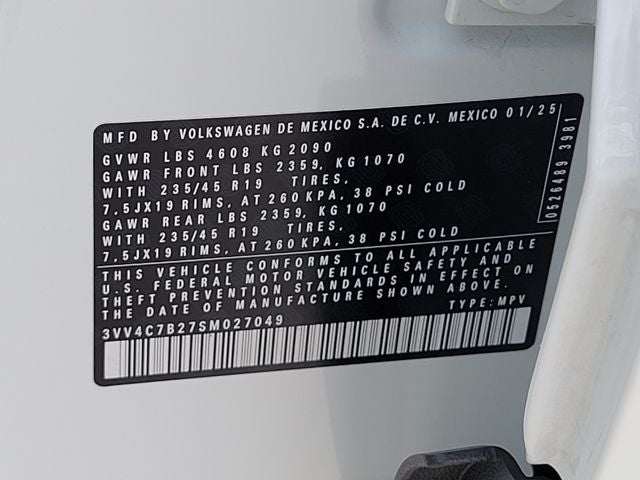 MFD BY VOLKSWAGEN DE MEXICO S.A. DE C.V. MEXICO 01/25
GVWR LBS 4608 KG 2090
GAWR FRONT LBS 2359, KG 1070
WITH 235/45 R19 TIRES,
7,5JX19 RIMS, AT 260 KPA, 38 PSI COLD
GAWR REAR LBS 2359, KG 1070
WITH 235/45 R19 TIRES,
7,5JX19 RIMS, AT 260 KPA, 38 PSI COLD
THIS VEHICLE CONFORMS TO ALL APPLICABLE
U.S. FEDERAL MOTOR VEHICLE SAFETY AND
THEFT PREVENTION STANDARDS IN EFFECT ON
THE DATE OF MANUFACTURE SHOWN ABOVE.
TYPE: MPV
3VV4C7B27SM027049
0526489 3981